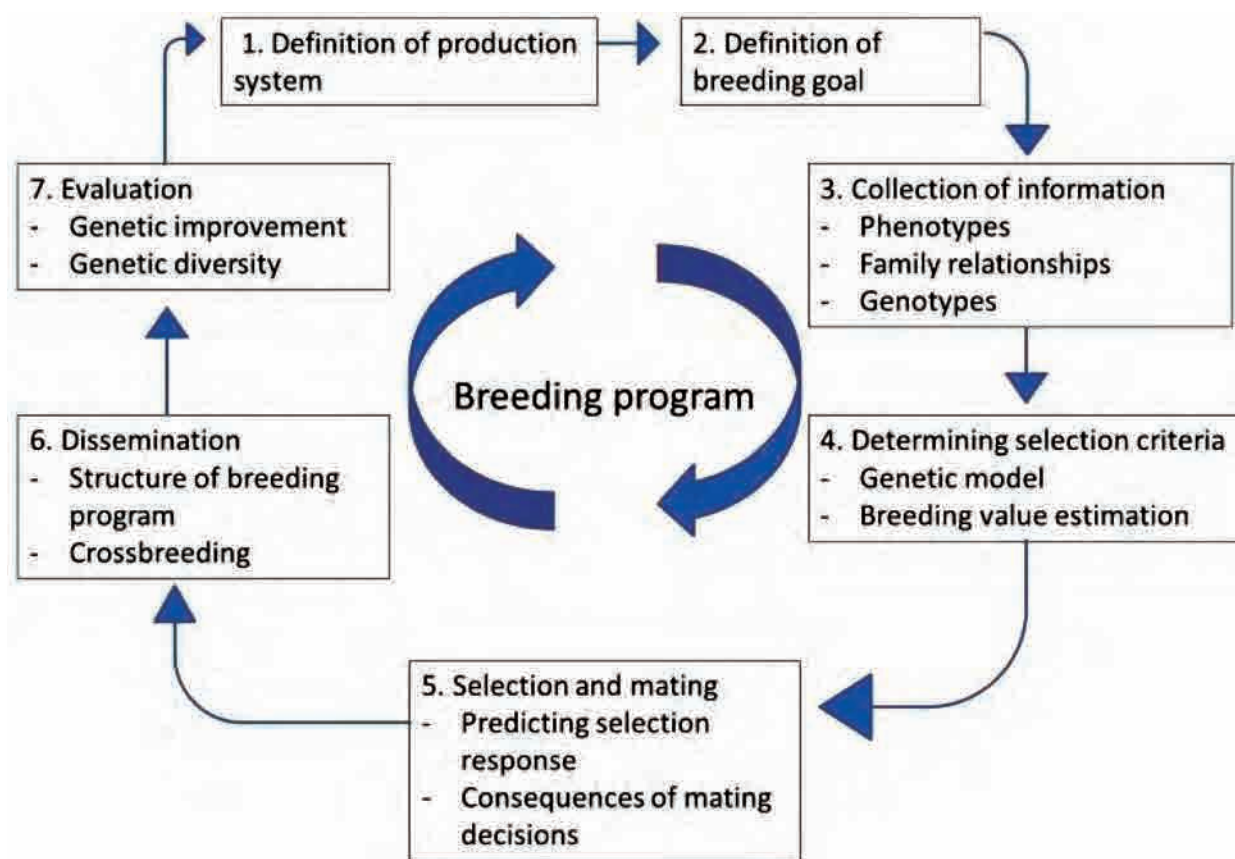 1. Definition of production
system
2. Definition of
breeding goal
3. Collection of information
- Phenotypes
- Family relationships
- Genotypes
4. Determining selection criteria
- Genetic model
- Breeding value estimation
5. Selection and mating
- Predicting selection
response
- Consequences of mating
decisions
6. Dissemination
- Structure of breeding
program
- Crossbreeding
7. Evaluation
- Genetic improvement
- Genetic diversity
Breeding program